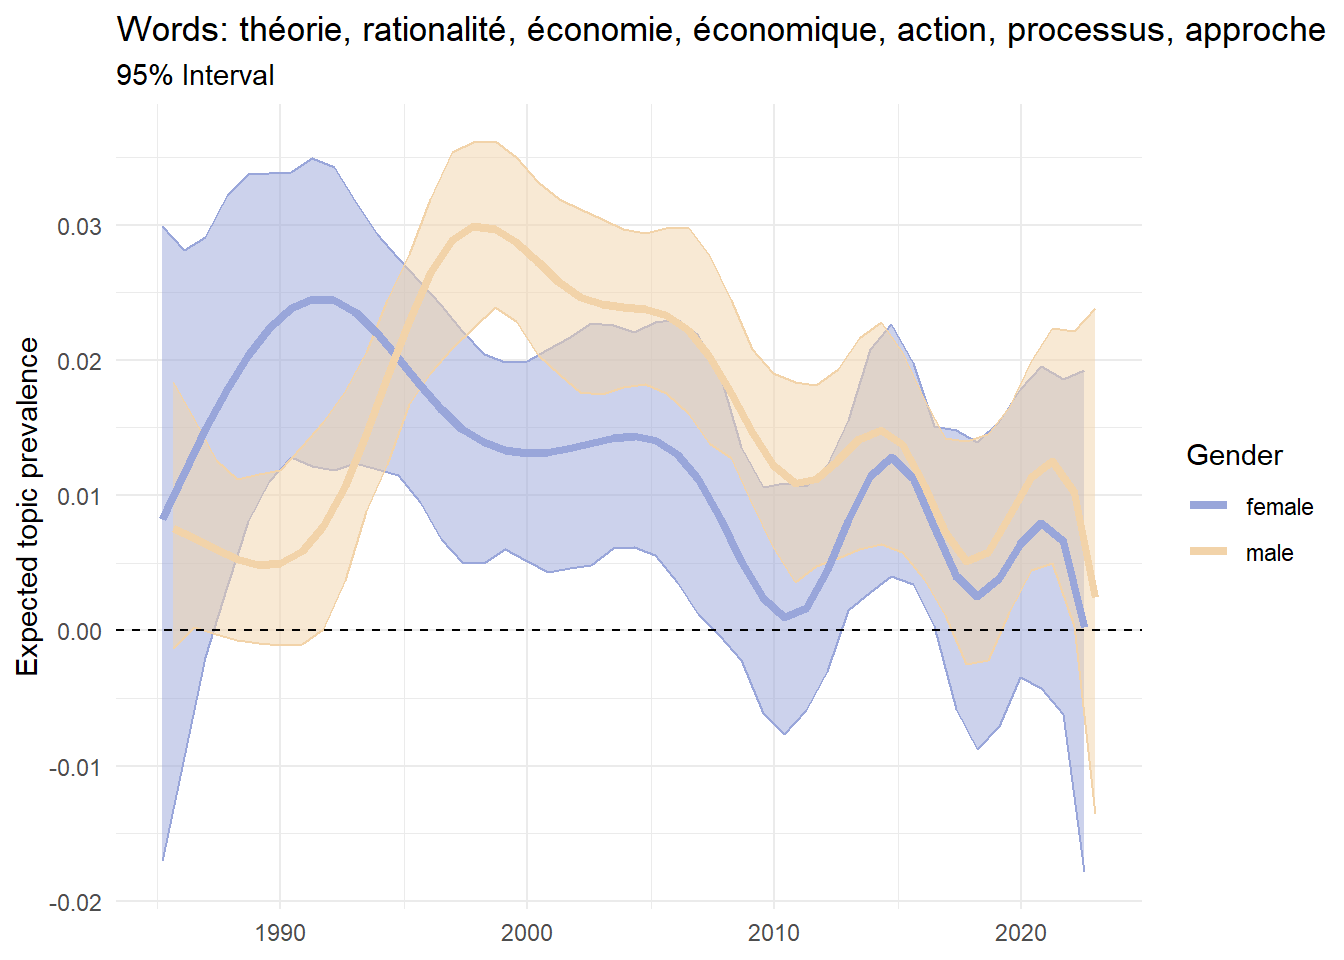 Words: théorie, rationalité, économie, économique, action, processus, approche
95% Interval
Expected topic prevalence
0.03
0.02
0.01
0.00
-0.01
-0.02
1990
2000
2010
2020
Gender
female
male